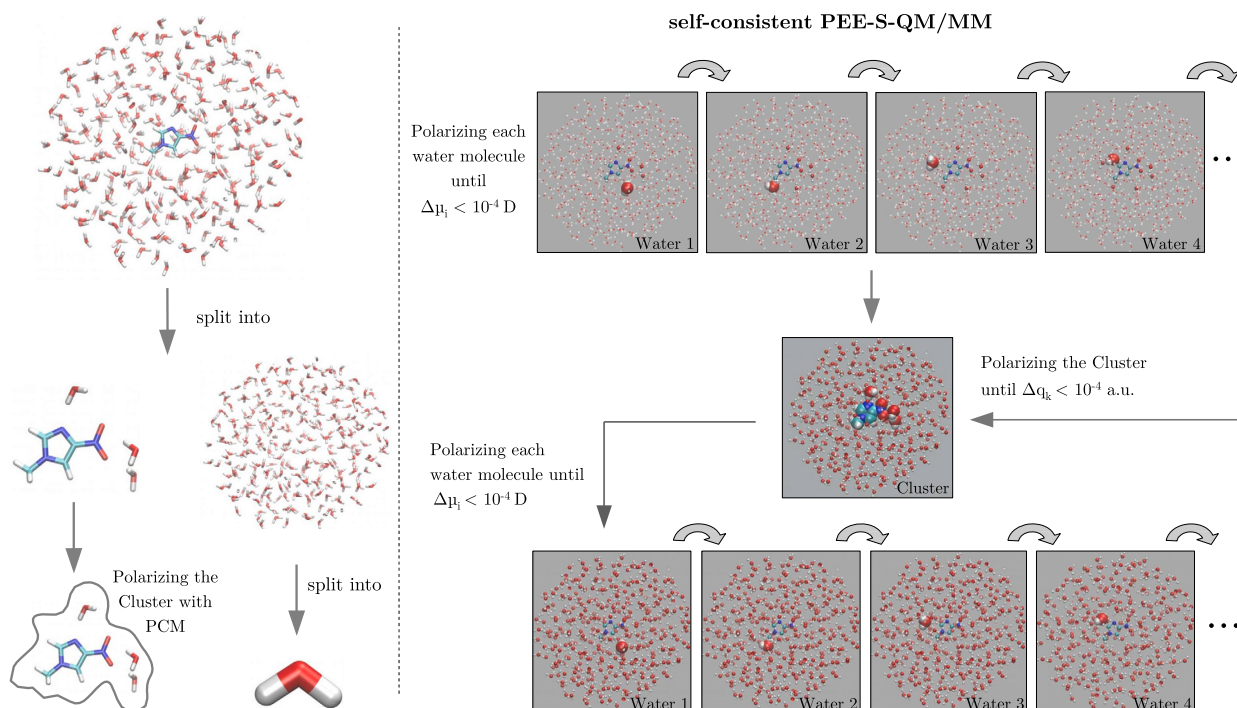 self-consistent PEE-S-QM/MM
split into
Polarizing the
Cluster with
PCM
split into
Polarizing each
water molecule
until
Δμᵢ < 10⁻⁴ D
Water 1
Water 2
Water 3
Water 4
. .
Cluster
Polarizing the Cluster
until Δqₖ < 10⁻⁴ a.u.
Polarizing each
water molecule until
Δμᵢ < 10⁻⁴ D
Water 1
Water 2
Water 3
Water 4
...